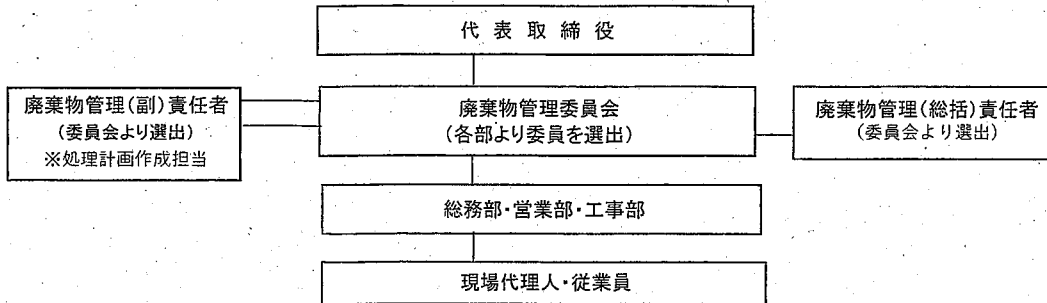 代表取締役
廃棄物管理(副)責任者
(委員会より選出)
※処理計画作成担当
廃棄物管理委員会
(各部より委員を選出)
廃棄物管理(総括)責任者
(委員会より選出)
総務部・営業部・工事部
現場代理人・従業員